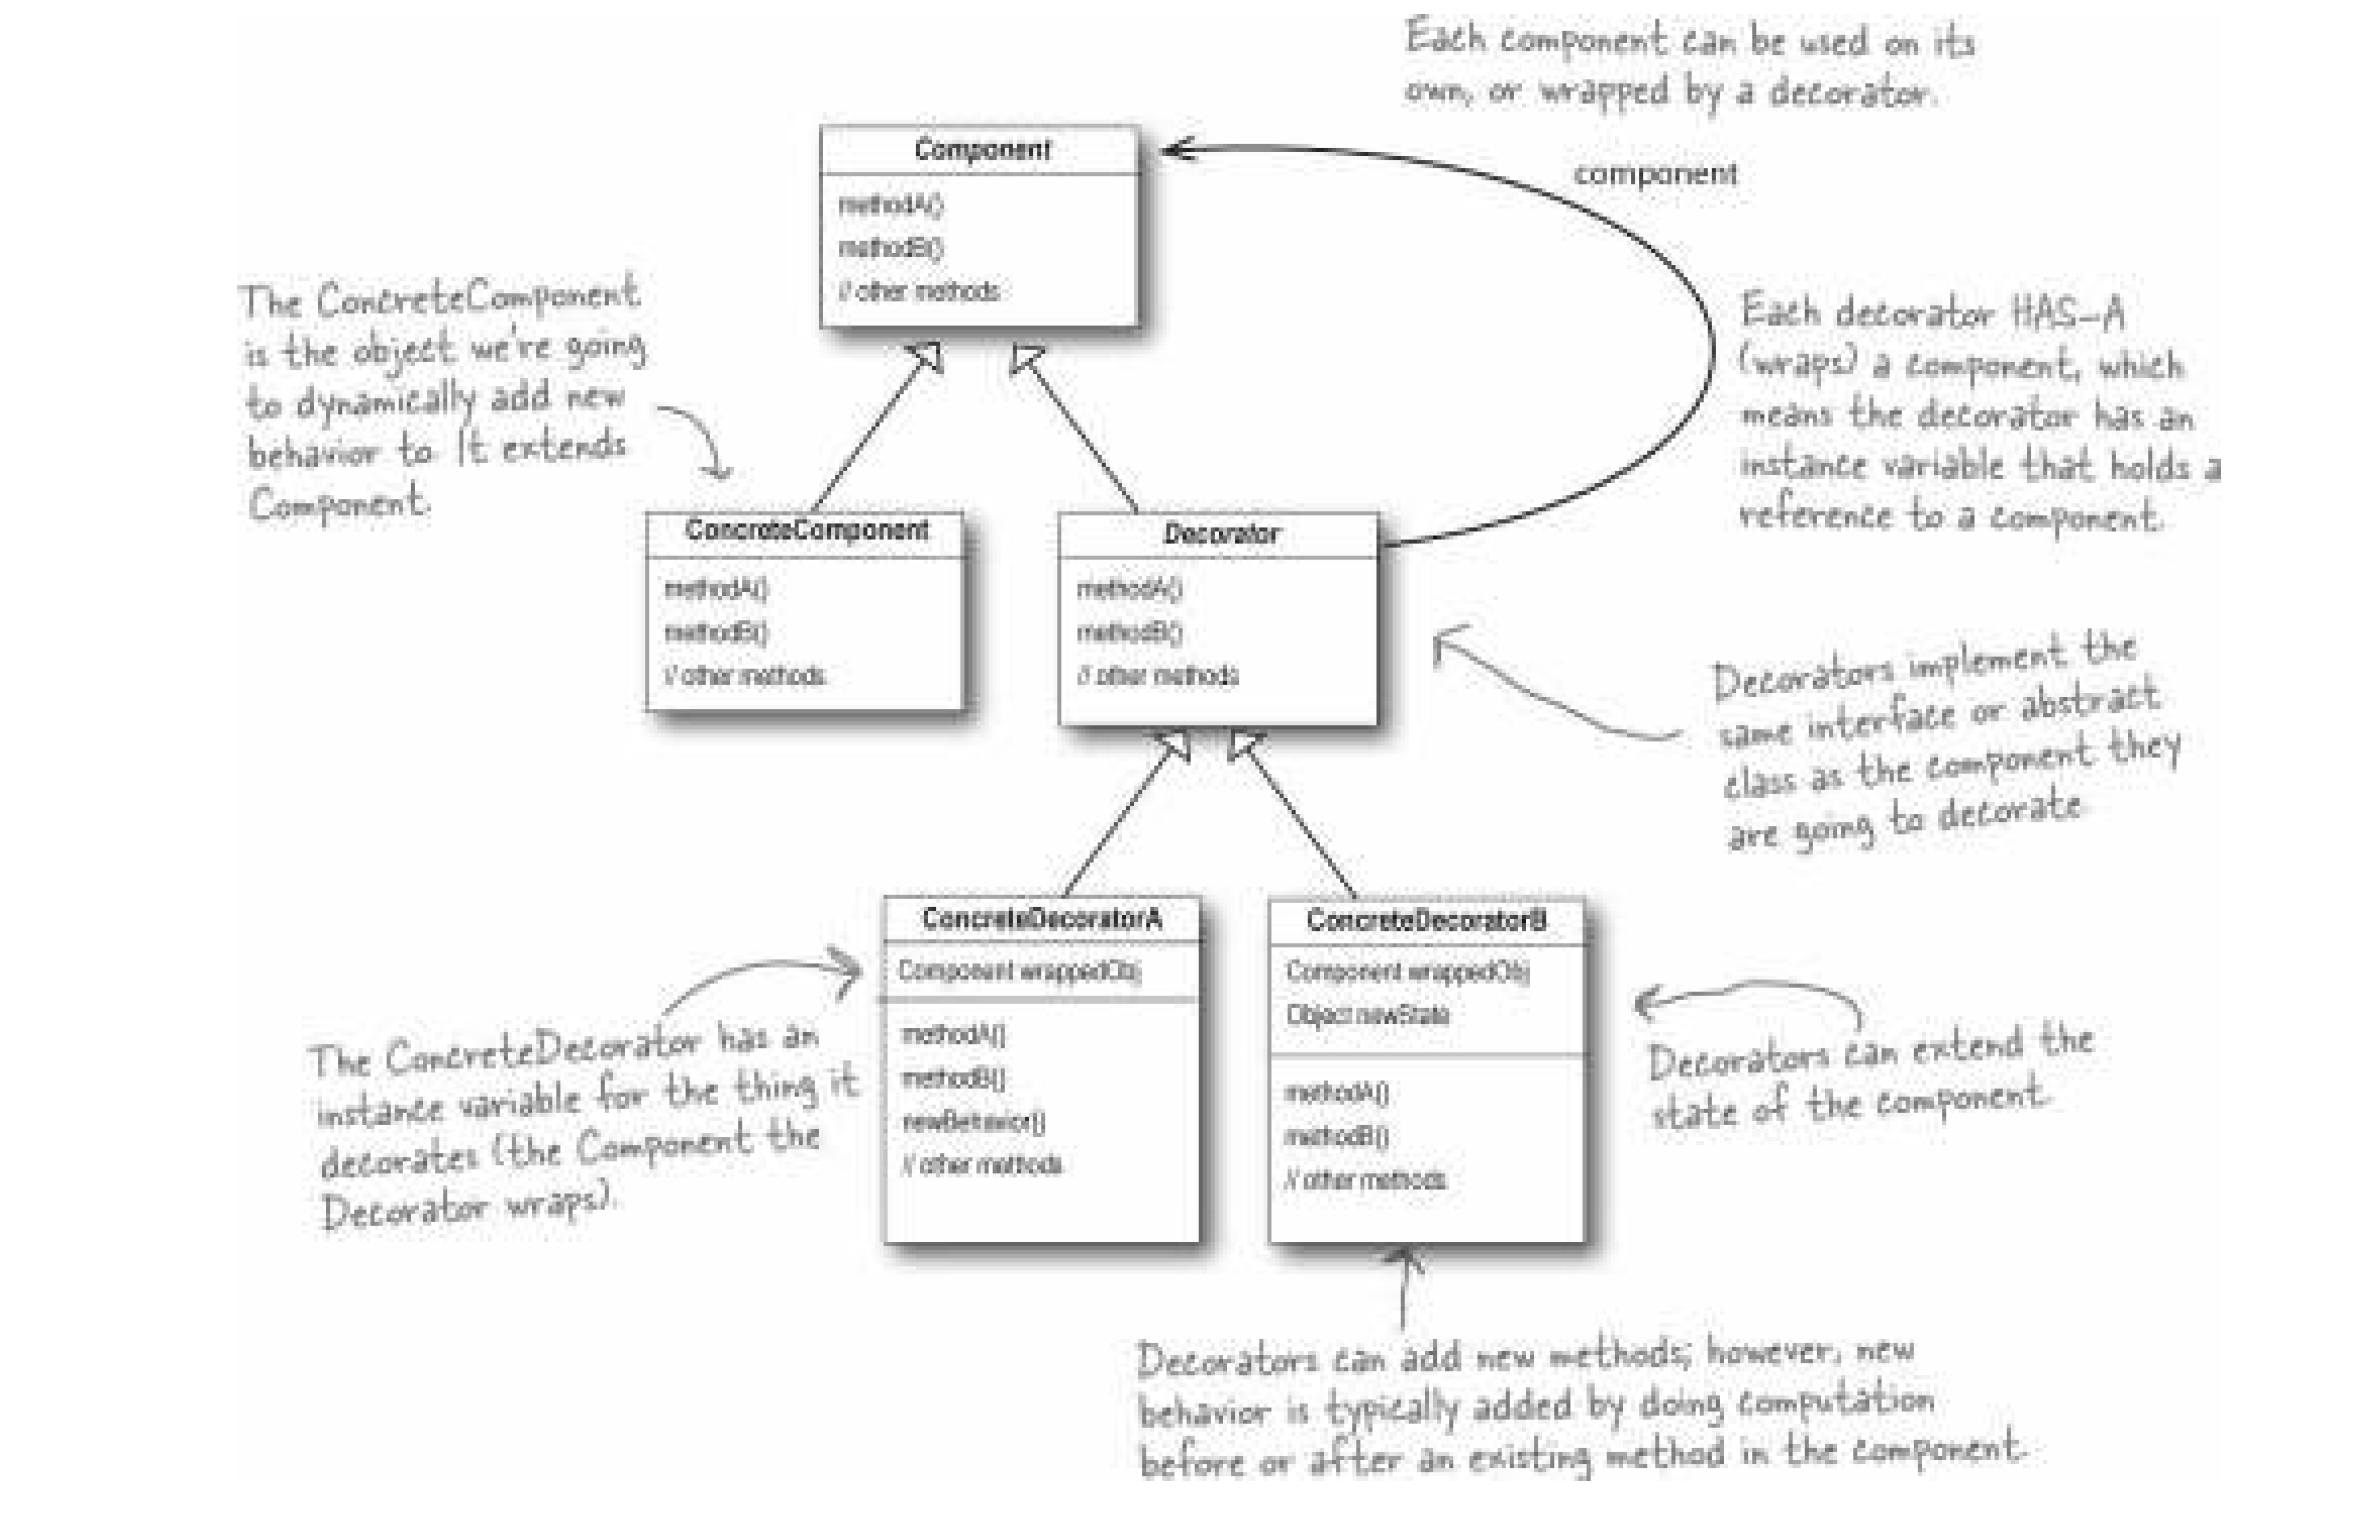 Each component can be used on its
own, or wrapped by a decorator.
Component
methodA()
methodB()
// other methods
component
The ConcreteComponent
is the object we're going
to dynamically add new
behavior to. It extends
Component.
Each decorator HAS-A
(wraps) a component, which
means the decorator has an
instance variable that holds a
reference to a component.
ConcreteComponent
methodA()
methodB()
// other methods
Decorator
methodA()
methodB()
// other methods
Decorators implement the
same interface or abstract
class as the component they
are going to decorate.
ConcreteDecoratorA
Component wrappedObj
methodA()
methodB()
newBehavior()
// other methods
ConcreteDecoratorB
Component wrappedObj
Object newState
methodA()
methodB()
// other methods
The ConcreteDecorator has an
instance variable for the thing it
decorates (the Component the
Decorator wraps).
Decorators can extend the
state of the component.
Decorators can add new methods; however, new
behavior is typically added by doing computation
before or after an existing method in the component.